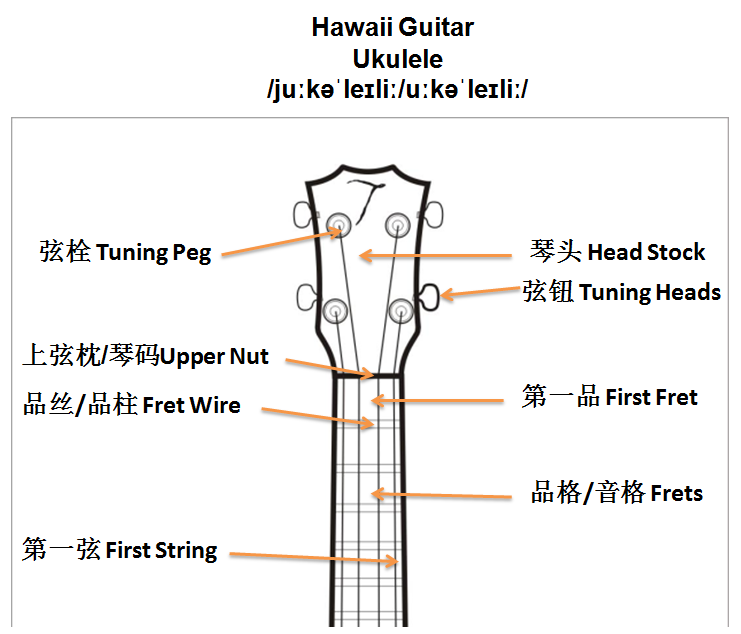 Hawaii Guitar
Ukulele
/juːkəˈleɪliː/uːkəˈleɪliː/
弦栓 Tuning Peg
琴头 Head Stock
弦钮 Tuning Heads
上弦枕/琴码Upper Nut
品丝/品柱 Fret Wire
第一品 First Fret
品格/音格 Frets
第一弦 First String